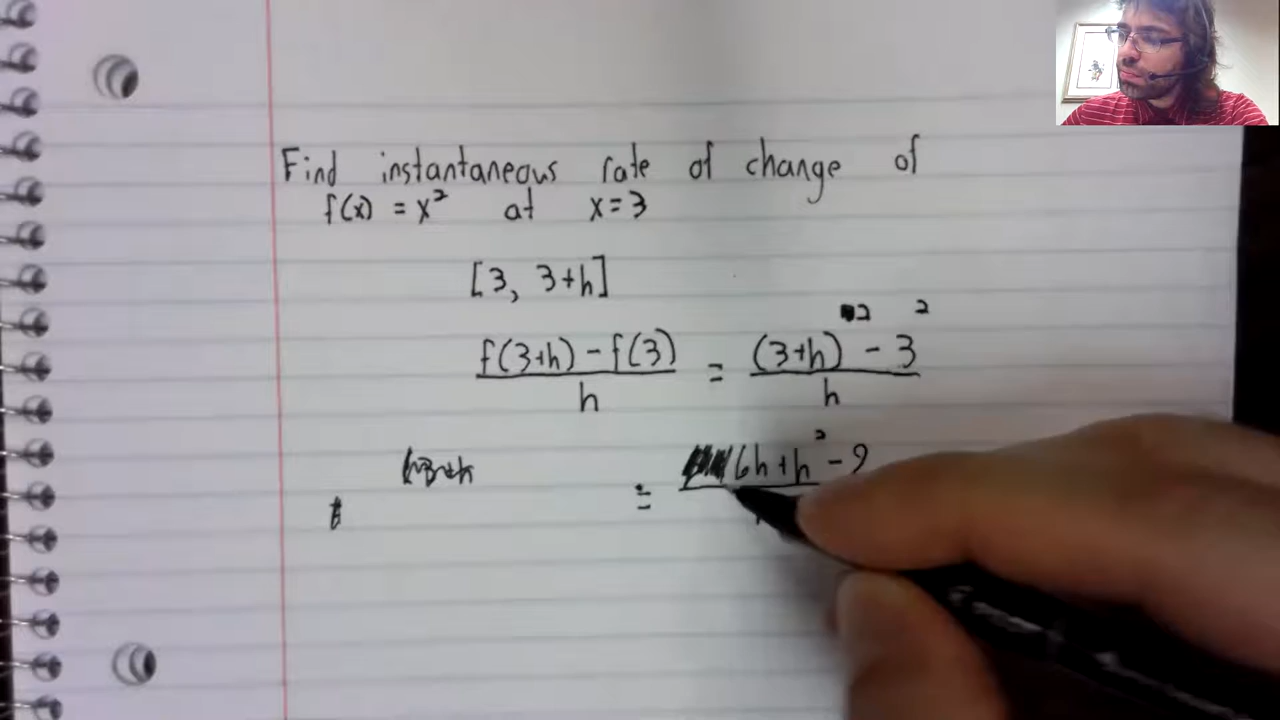 Find instantaneous rate of change of
f(x) = x² at x = 3
[3, 3+h]
f(3+h) - f(3) / h = (3+h)² - 3² / h
= 6h + h² - 9